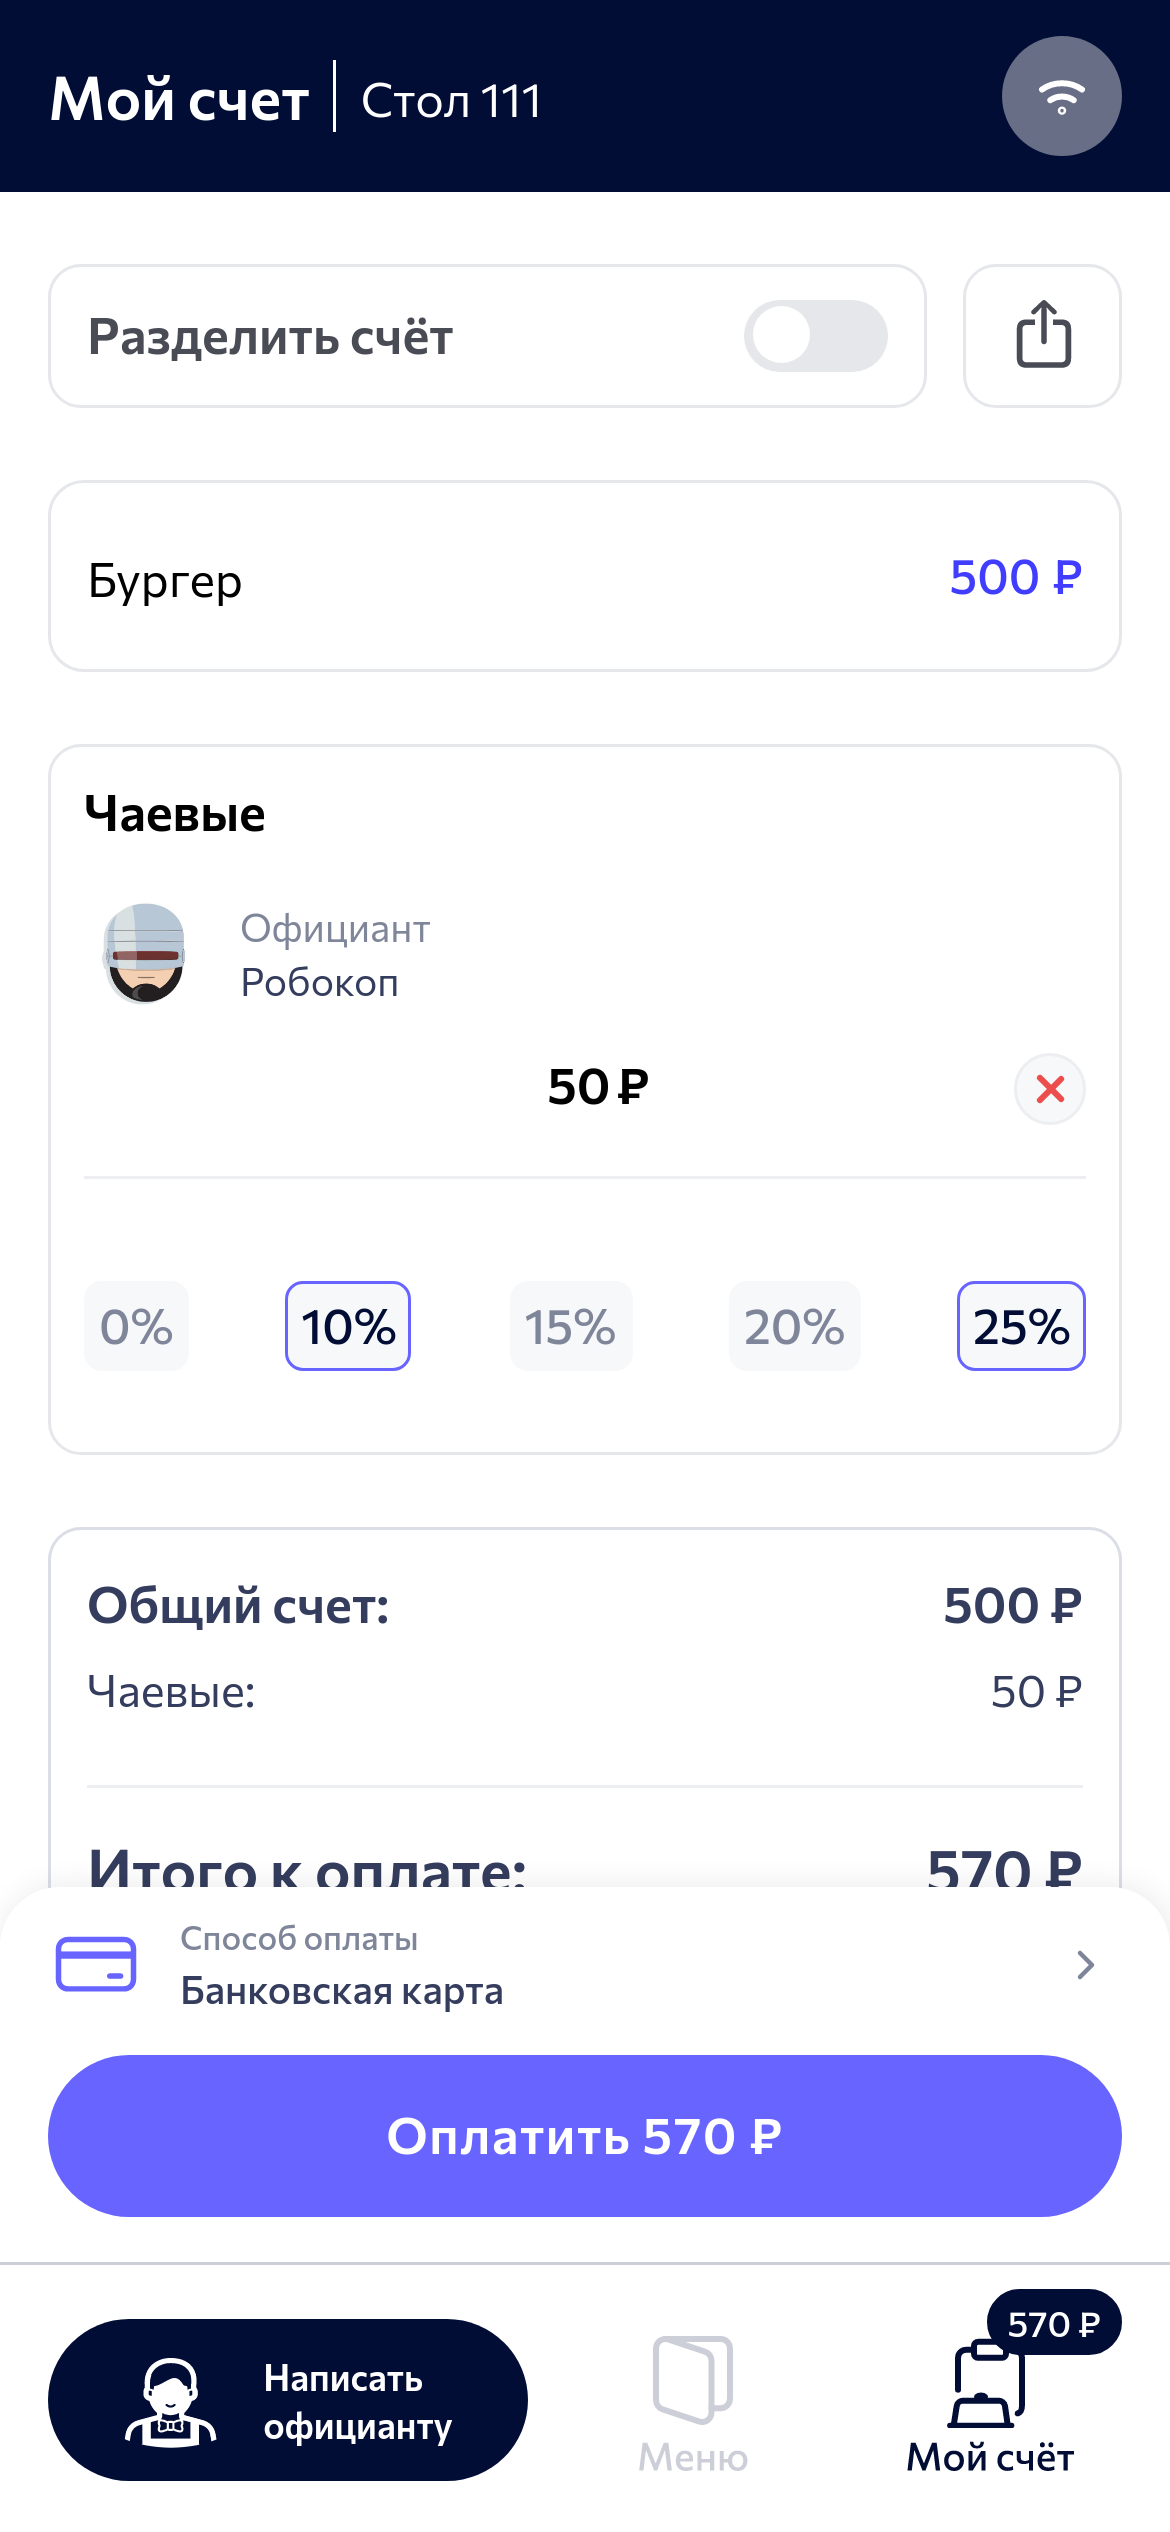 Мой счет
Стол 111
Разделить счёт
Бургер 500 ₽
Чаевые
Официант
Робокоп
50 ₽
0% 10% 15% 20% 25%
Общий счет: 500 ₽
Чаевые: 50 ₽
Итого к оплате: 570 ₽
Способ оплаты
Банковская карта
Оплатить 570 ₽
Написать
официанту
Меню
570 ₽
Мой счёт